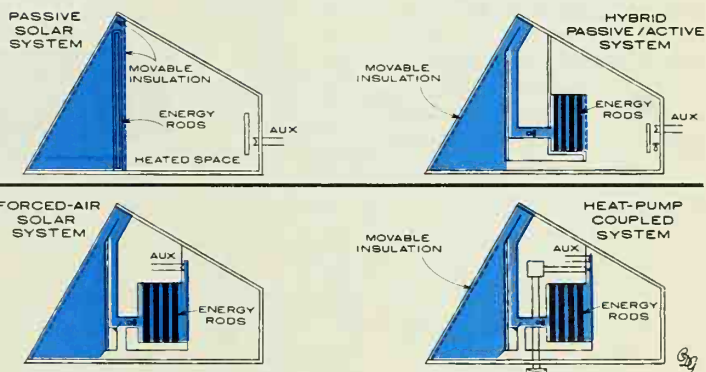 PASSIVE
SOLAR
SYSTEM
MOVABLE
INSULATION
ENERGY
RODS
HEATED SPACE
AUX
HYBRID
PASSIVE/ACTIVE
SYSTEM
MOVABLE
INSULATION
ENERGY
RODS
AUX
FORCED-AIR
SOLAR
SYSTEM
AUX
ENERGY
RODS
HEAT-PUMP
COUPLED SYSTEM
MOVABLE
INSULATION
AUX
ENERGY
RODS